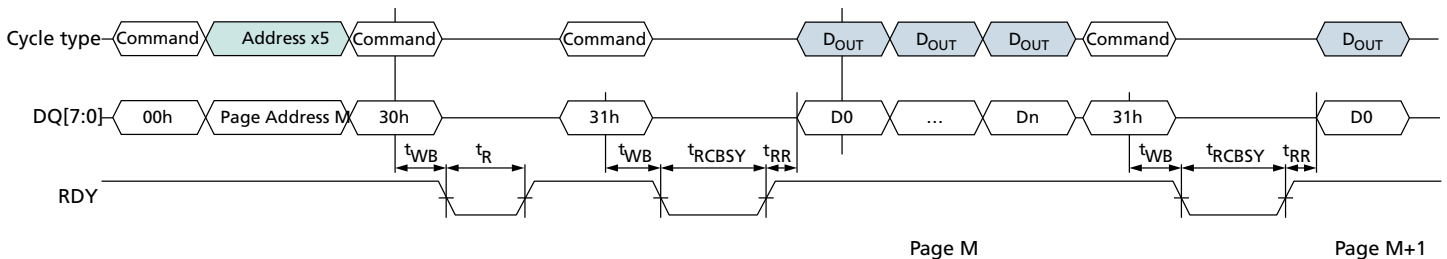 Cycle type Command Address x5 Command Command DOUT DOUT DOUT Command DOUT
DQ[7:0] 00h Page Address M 30h 31h D0 … Dn 31h D0
tWB tR tWB tRCBSY tRR tWB tRCBSY tRR
RDY
Page M Page M+1